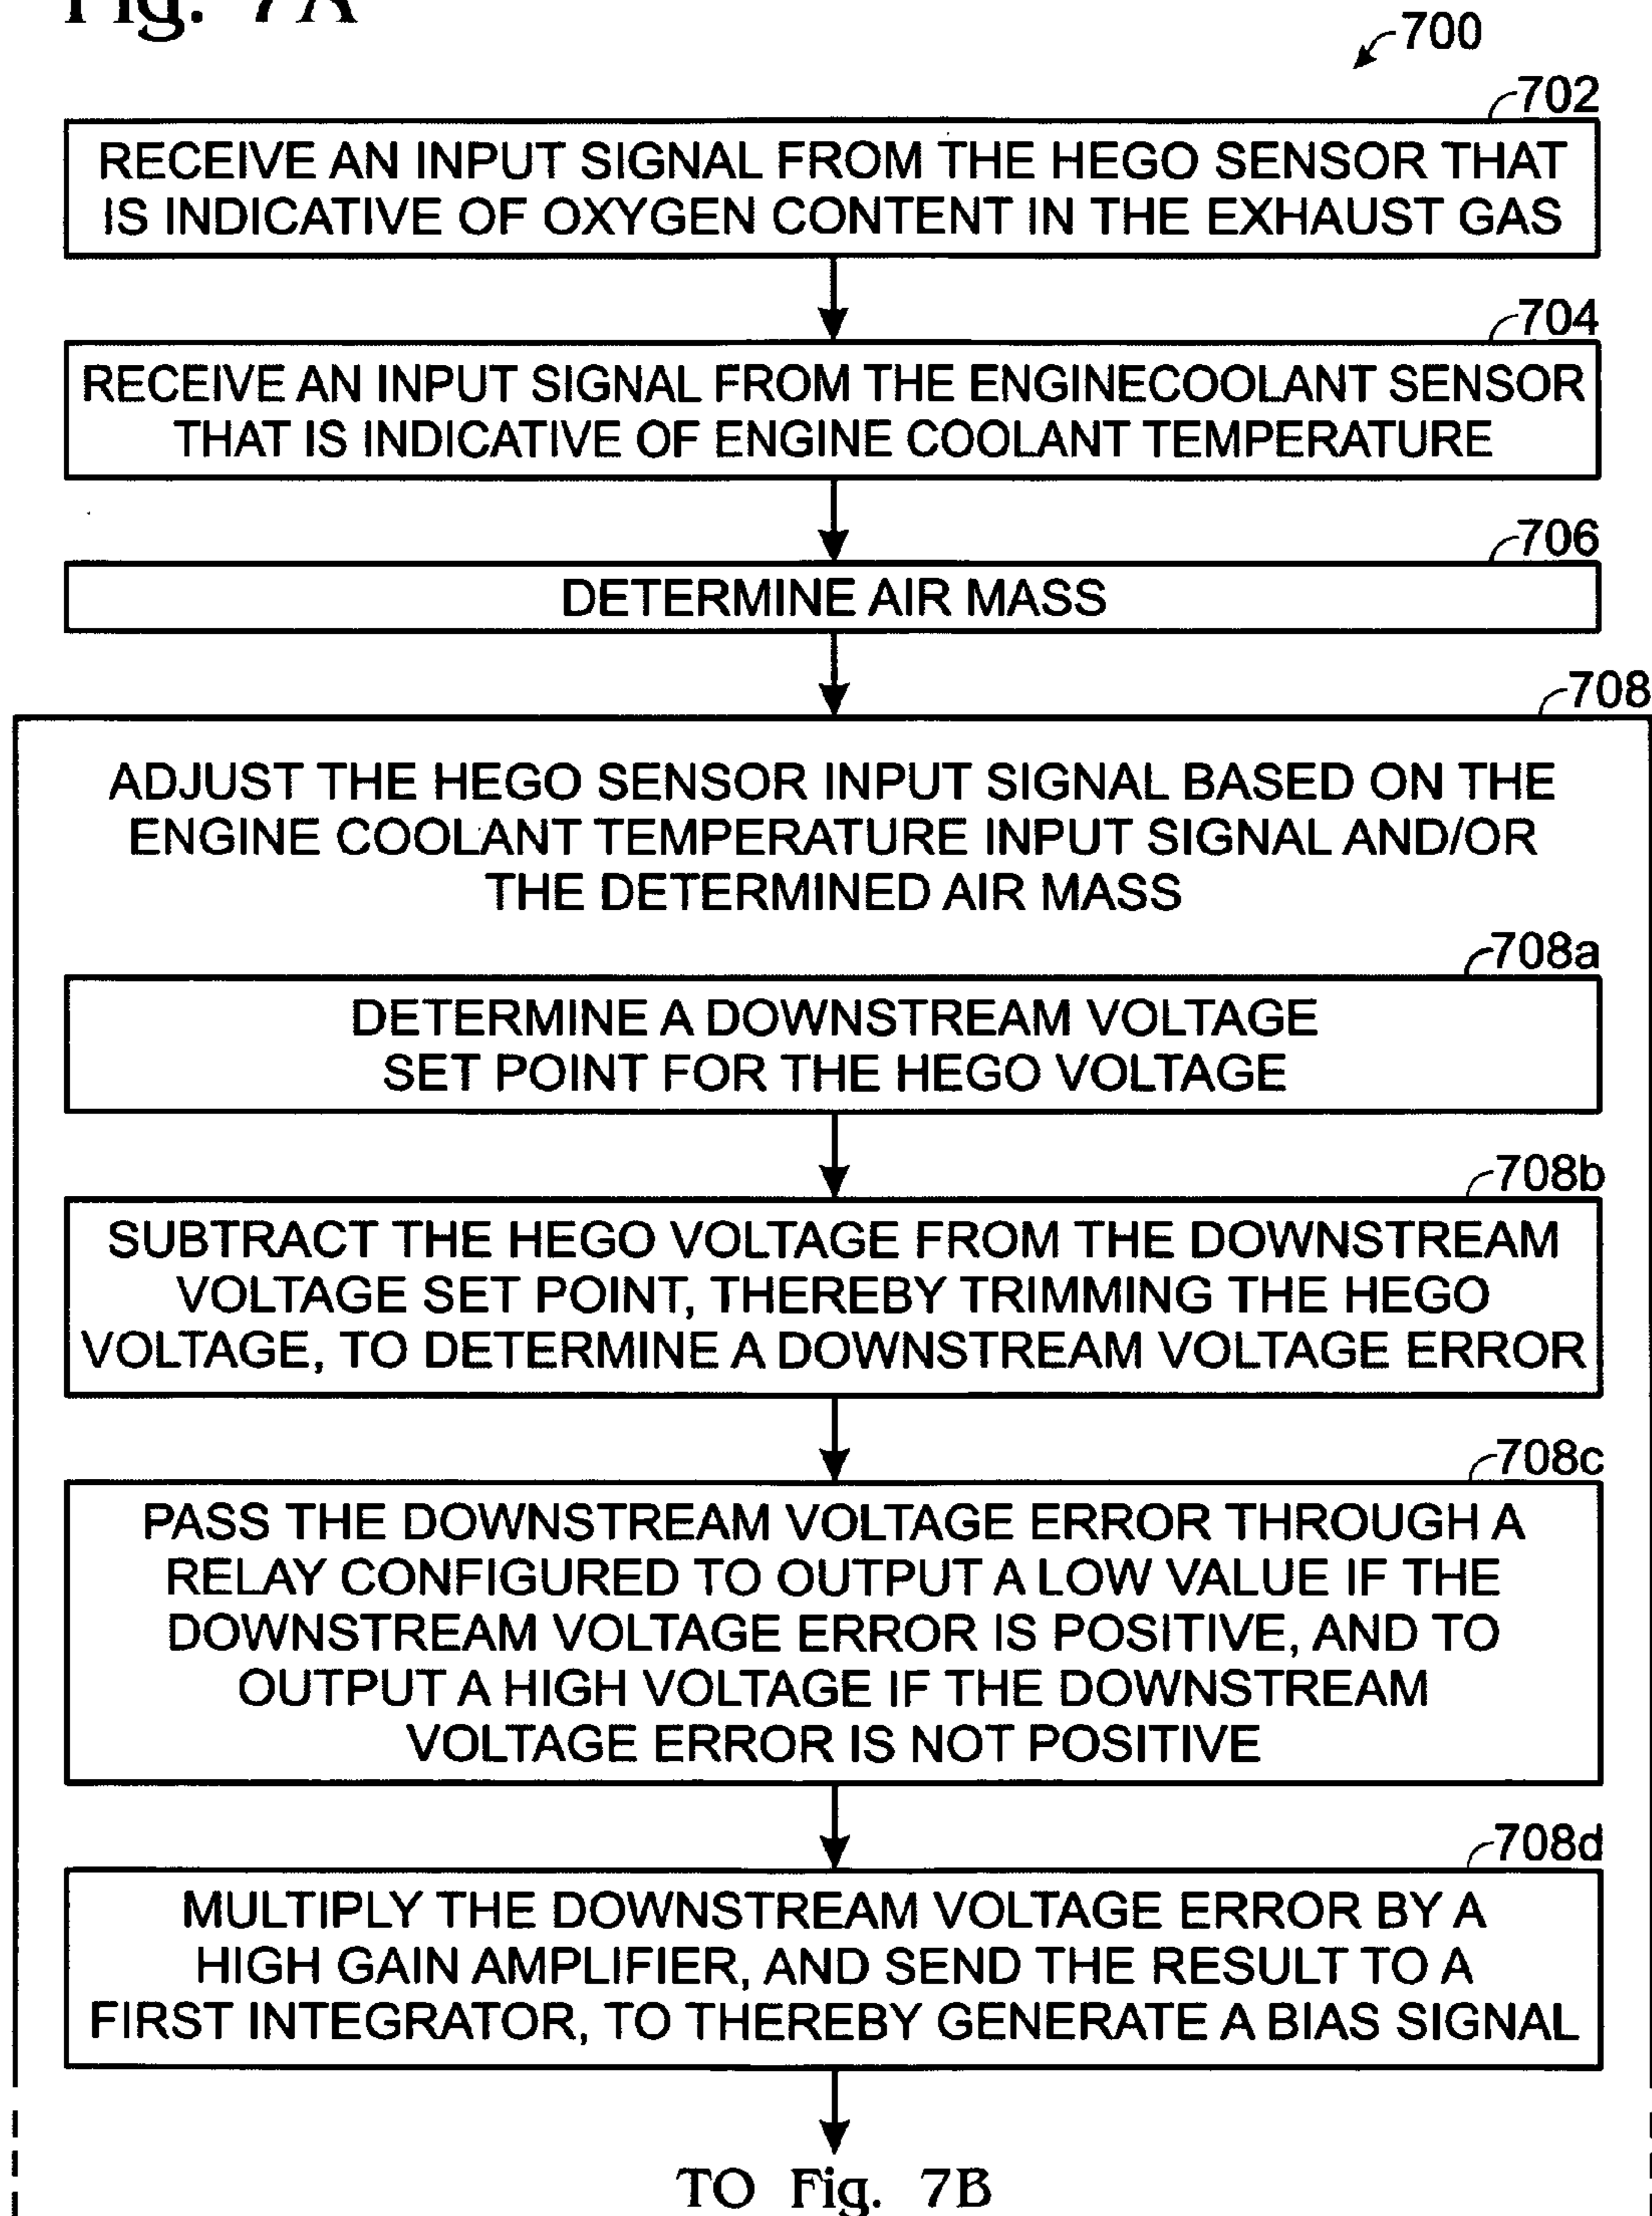 Fig. 7A
700
702
RECEIVE AN INPUT SIGNAL FROM THE HEGO SENSOR THAT
IS INDICATIVE OF OXYGEN CONTENT IN THE EXHAUST GAS
704
RECEIVE AN INPUT SIGNAL FROM THE ENGINECOOLANT SENSOR
THAT IS INDICATIVE OF ENGINE COOLANT TEMPERATURE
706
DETERMINE AIR MASS
708
ADJUST THE HEGO SENSOR INPUT SIGNAL BASED ON THE
ENGINE COOLANT TEMPERATURE INPUT SIGNAL AND/OR
THE DETERMINED AIR MASS
708a
DETERMINE A DOWNSTREAM VOLTAGE
SET POINT FOR THE HEGO VOLTAGE
708b
SUBTRACT THE HEGO VOLTAGE FROM THE DOWNSTREAM
VOLTAGE SET POINT, THEREBY TRIMMING THE HEGO
VOLTAGE, TO DETERMINE A DOWNSTREAM VOLTAGE ERROR
708c
PASS THE DOWNSTREAM VOLTAGE ERROR THROUGH A
RELAY CONFIGURED TO OUTPUT A LOW VALUE IF THE
DOWNSTREAM VOLTAGE ERROR IS POSITIVE, AND TO
OUTPUT A HIGH VOLTAGE IF THE DOWNSTREAM
VOLTAGE ERROR IS NOT POSITIVE
708d
MULTIPLY THE DOWNSTREAM VOLTAGE ERROR BY A
HIGH GAIN AMPLIFIER, AND SEND THE RESULT TO A
FIRST INTEGRATOR, TO THEREBY GENERATE A BIAS SIGNAL
TO Fig. 7B